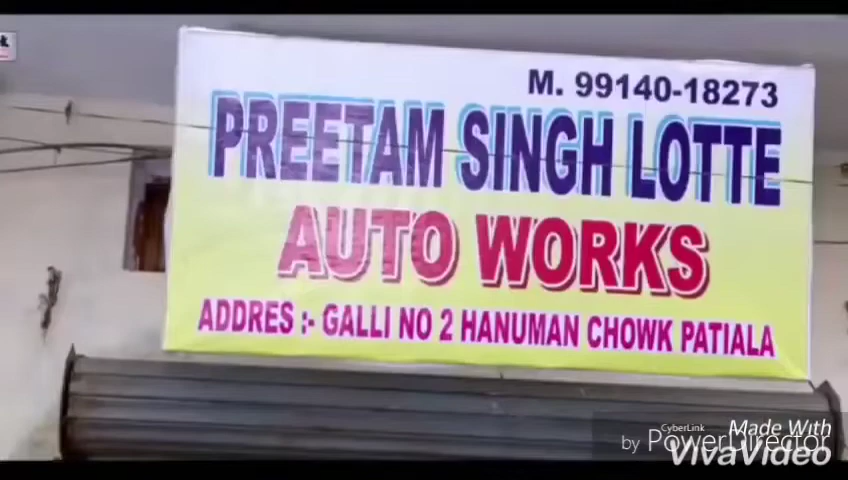 M. 99140-18273
PREETAM SINGH LOTTE
AUTO WORKS
ADDRES :- GALLI NO 2 HANUMAN CHOWK PATIALA
CyberLink
by PowerDirector
Made With
VivaVideo